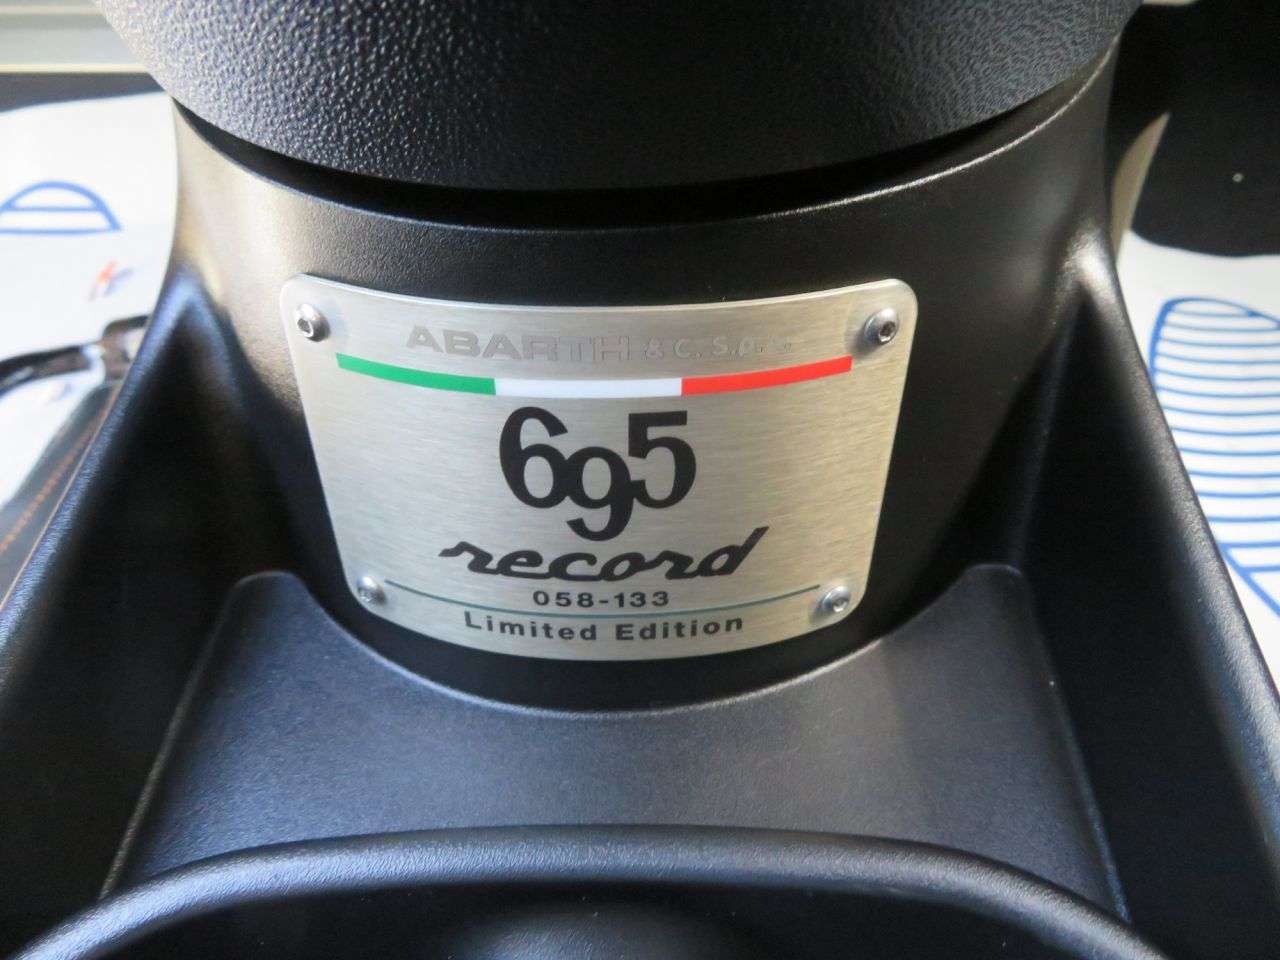 ABARTH & C. S.p.A.
695
record
058-133
Limited Edition